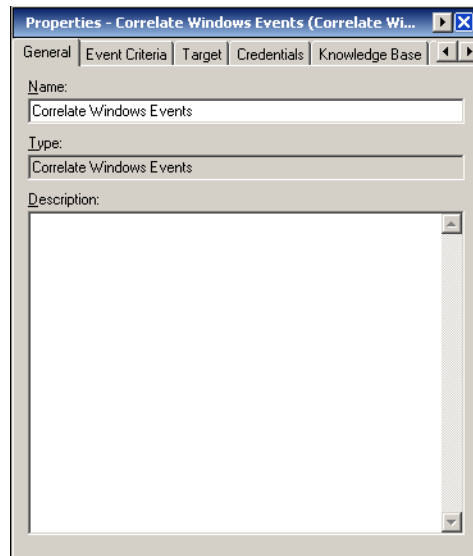 Properties - Correlate Windows Events (Correlate Wi...
General Event Criteria Target Credentials Knowledge Base
Name:
Correlate Windows Events
Type:
Correlate Windows Events
Description: